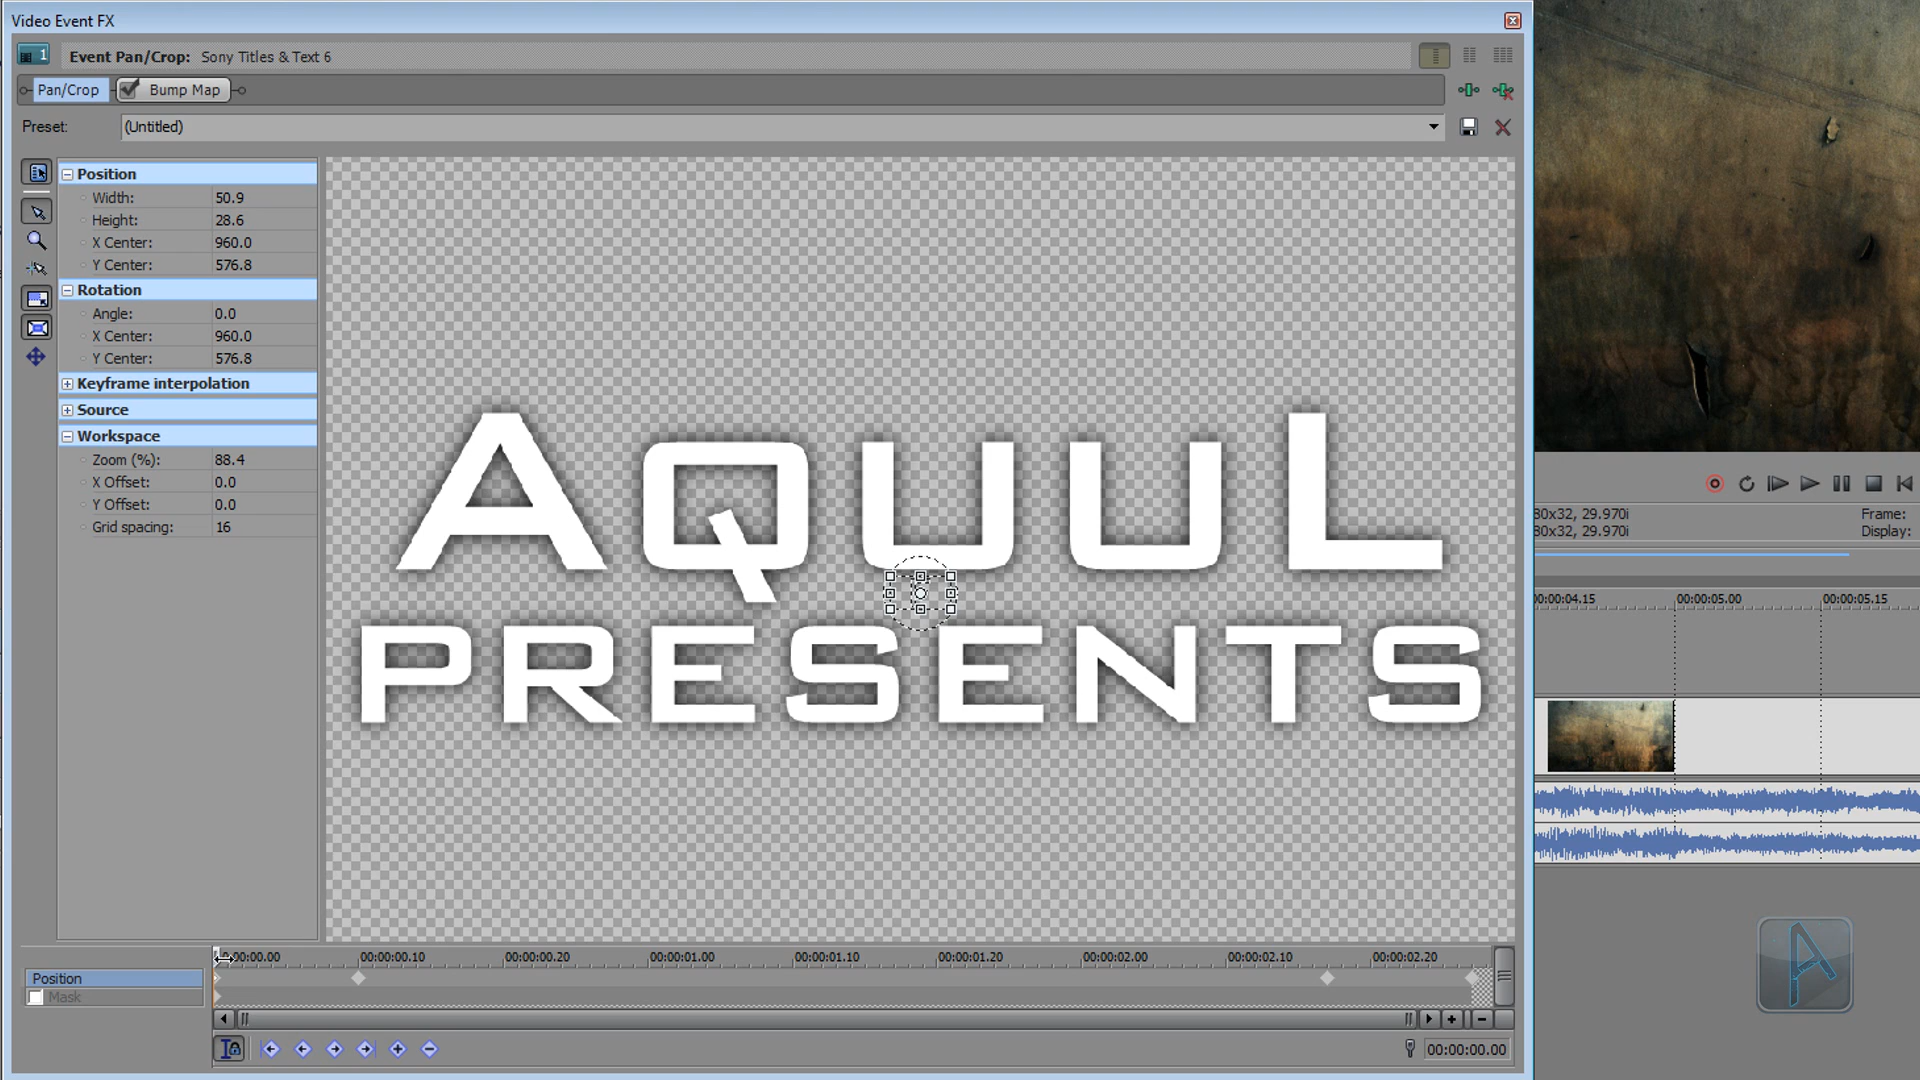 Video Event FX
1 Event Pan/Crop: Sony Titles & Text 6
Pan/Crop Bump Map
Preset: (Untitled)
Position
Width: 50.9
Height: 28.6
X Center: 960.0
Y Center: 576.8
Rotation
Angle: 0.0
X Center: 960.0
Y Center: 576.8
Keyframe interpolation
Source
Workspace
Zoom (%): 88.4
X Offset: 0.0
Y Offset: 0.0
Grid spacing: 16
AQUUL
PRESENTS
80x32, 29.970i Frame:
80x32, 29.970i Display:
00:00:04.15 00:00:05.00 00:00:05.15
00:00:00.00 00:00:00.10 00:00:00.20 00:00:01.00 00:00:01.10 00:00:01.20 00:00:02.00 00:00:02.10 00:00:02.20
Position
Mask
00:00:00.00